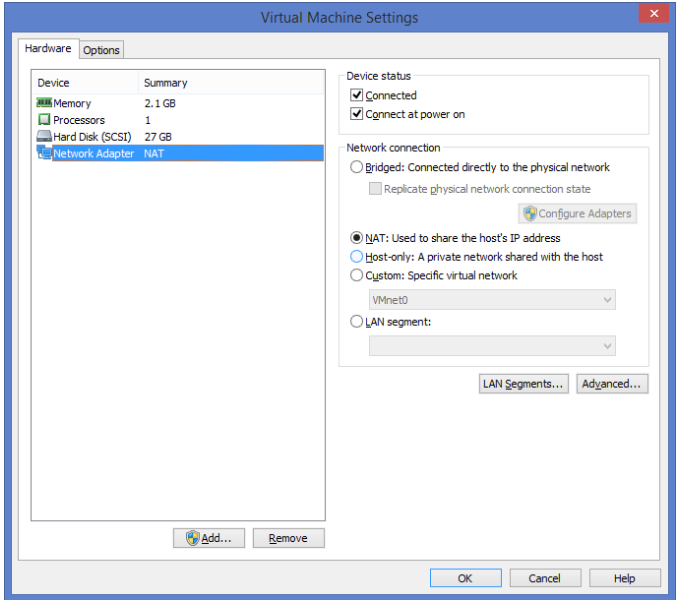 Virtual Machine Settings
Hardware
Options
Device Summary
Memory 2.1 GB
Processors 1
Hard Disk (SCSI) 27 GB
Network Adapter NAT
Add...
Remove
Device status
Connected
Connect at power on
Network connection
Bridged: Connected directly to the physical network
Replicate physical network connection state
Configure Adapters
NAT: Used to share the host's IP address
Host-only: A private network shared with the host
Custom: Specific virtual network
VMnet0
LAN segment:
LAN Segments...
Advanced...
OK
Cancel
Help